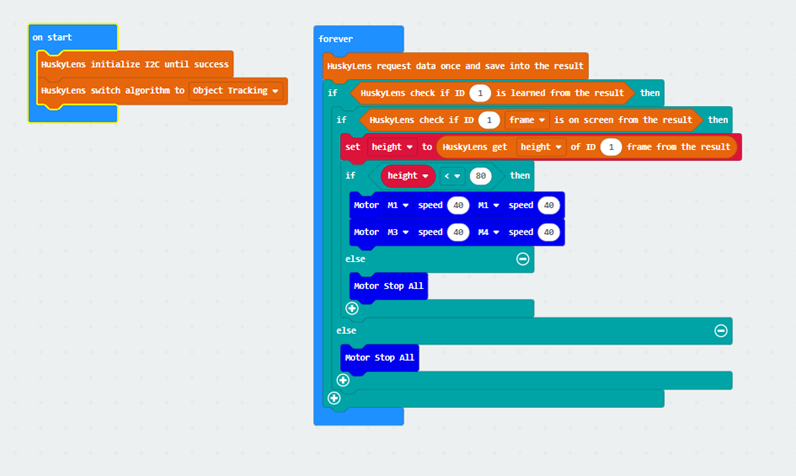 on start
HuskyLens initialize I2C until success
HuskyLens switch algorithm to Object Tracking
forever
HuskyLens request data once and save into the result
if HuskyLens check if ID 1 is learned from the result then
if HuskyLens check if ID 1 frame is on screen from the result then
set height to HuskyLens get height of ID 1 frame from the result
if height < 80 then
Motor M1 speed 40 M1 speed 40
Motor M3 speed 40 M4 speed 40
else
Motor Stop All
else
Motor Stop All